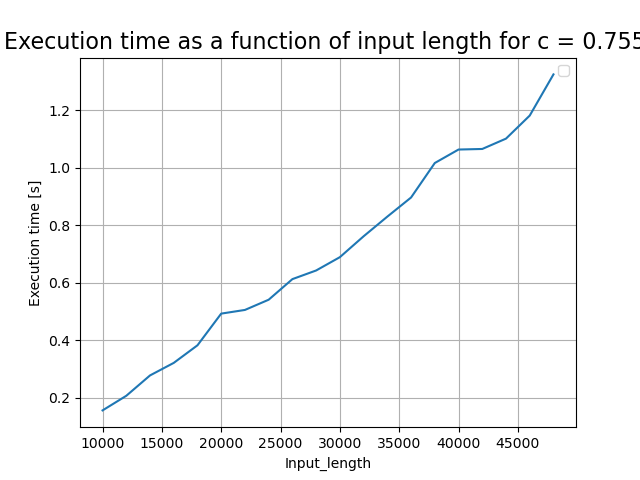 Execution time as a function of input length for c = 0.755
1.2
1.0
0.8
0.6
0.4
0.2
Execution time [s]
10000 15000 20000 25000 30000 35000 40000 45000
Input_length